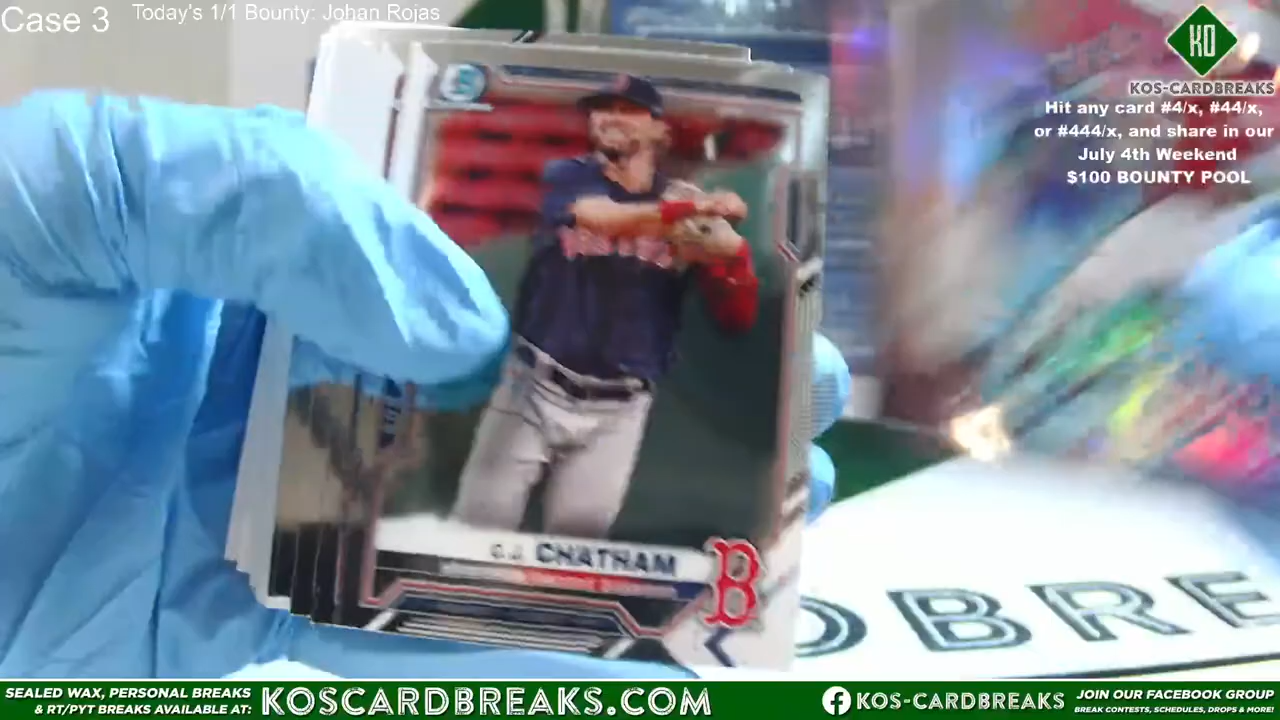 Case 3
Today's 1/1 Bounty: Johan Rojas
KO
KOS-CARDBREAKS
Hit any card #4/x, #44/x,
or #444/x, and share in our
July 4th Weekend
$100 BOUNTY POOL
C.J. CHATHAM
B
OBRE
SEALED WAX, PERSONAL BREAKS
& RT/PYT BREAKS AVAILABLE AT:
KOSCARDBREAKS.COM
KOS-CARDBREAKS
JOIN OUR FACEBOOK GROUP
BREAK CONTESTS, SCHEDULES, DROPS & MORE!